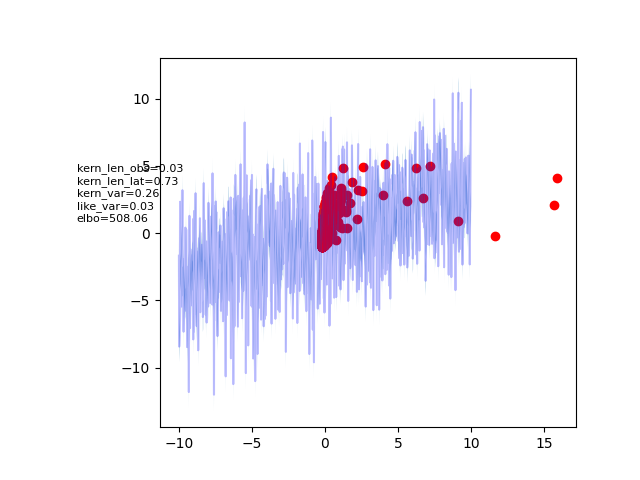 10
5
0
−5
−10
kern_len_obs=0.03
kern_len_lat=0.73
kern_var=0.26
like_var=0.03
elbo=508.06
−10 −5 0 5 10 15